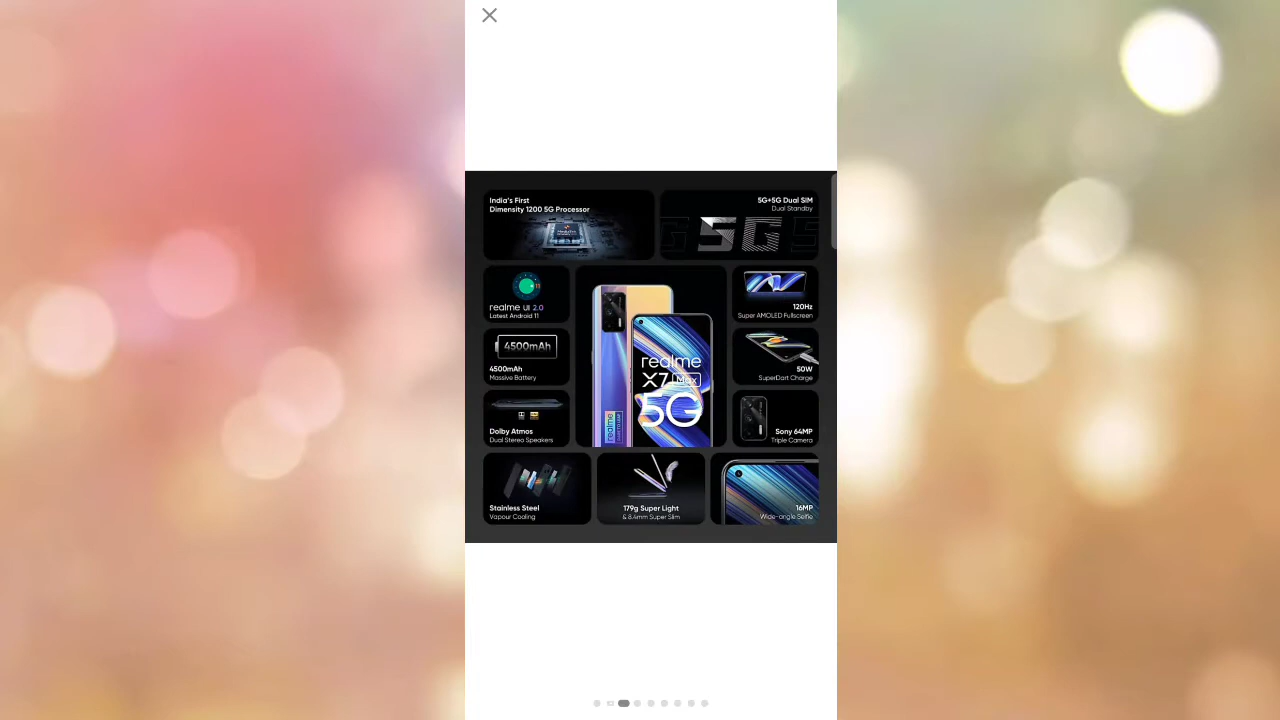 India's First
Dimensity 1200 5G Processor
5G+5G Dual SIM
Dual Standby
5G
realme UI 2.0
Latest Android 11
120Hz
Super AMOLED Fullscreen
4500mAh
4500mAh
Massive Battery
realme
X7 Max
5G
50W
SuperDart Charge
Dolby Atmos
Dual Stereo Speakers
realme
Sony 64MP
Triple Camera
Stainless Steel
Vapour Cooling
179g Super Light
& 8.4mm Super Slim
16MP
Wide-angle Selfie